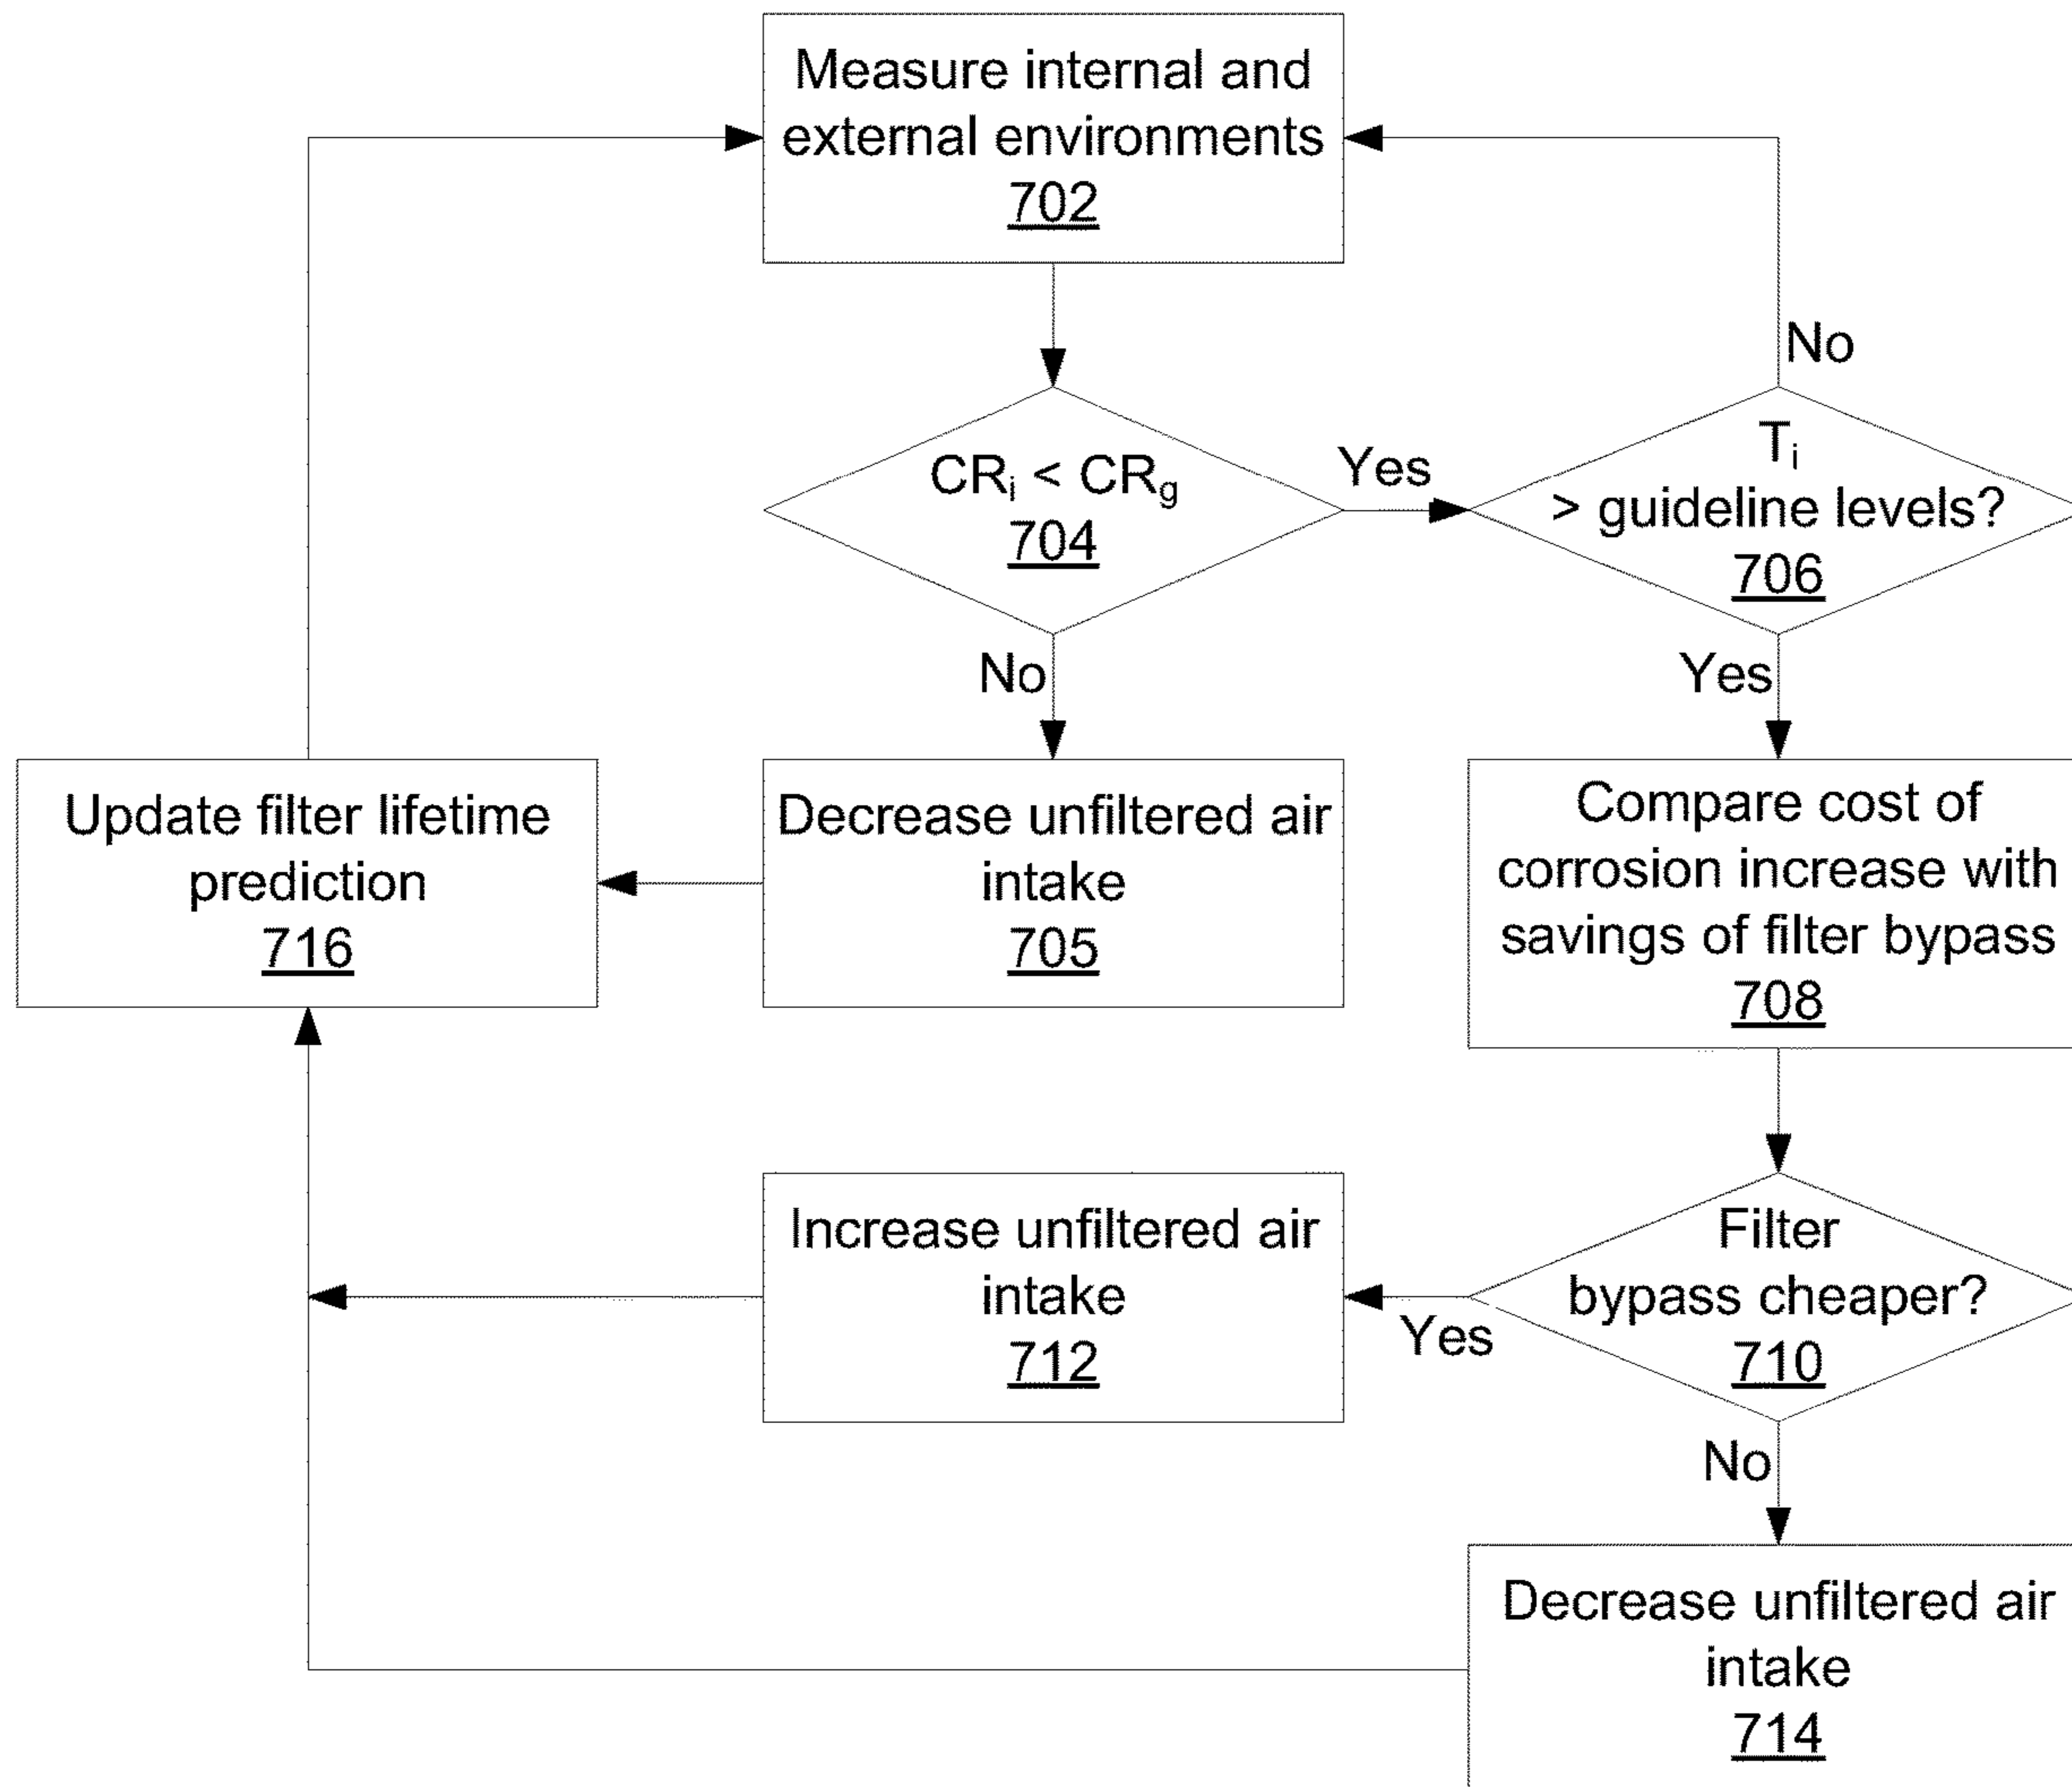 Measure internal and
external environments
702
CRi < CRg
704
Yes
No
Ti
> guideline levels?
706
No
Yes
Update filter lifetime
prediction
716
Decrease unfiltered air
intake
705
Compare cost of
corrosion increase with
savings of filter bypass
708
Increase unfiltered air
intake
712
Yes
Filter
bypass cheaper?
710
No
Decrease unfiltered air
intake
714